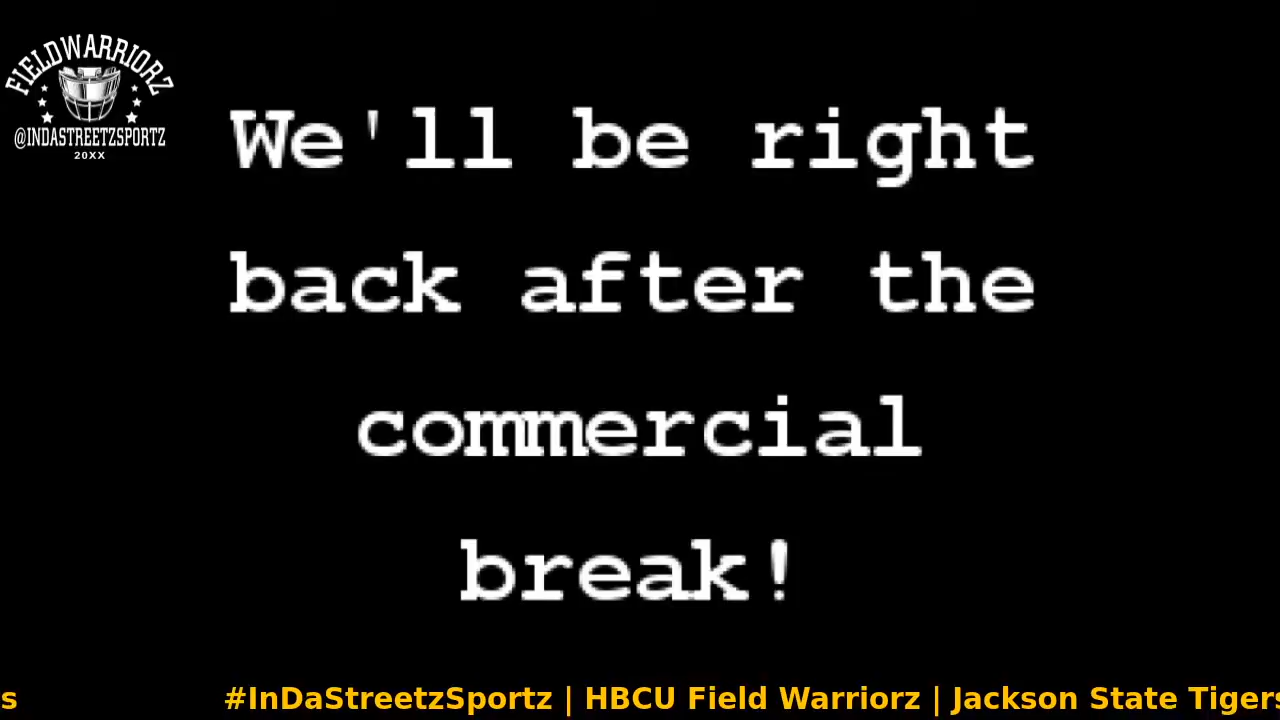 FIELDWARRIORZ
@INDASTREETZSPORTZ
20XX
We'll be right
back after the
commercial
break!
s #InDaStreetzSportz | HBCU Field Warriorz | Jackson State Tigers